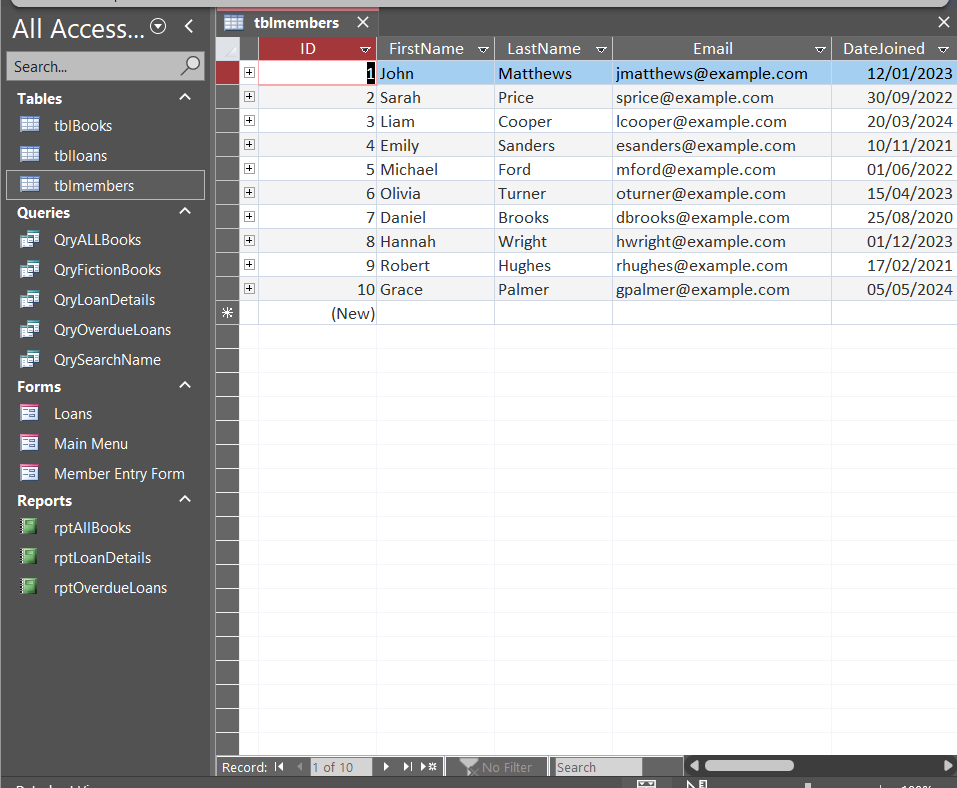 All Access...
Search...
Tables
tblBooks
tblloans
tblmembers
Queries
QryALLBooks
QryFictionBooks
QryLoanDetails
QryOverdueLoans
QrySearchName
Forms
Loans
Main Menu
Member Entry Form
Reports
rptAllBooks
rptLoanDetails
rptOverdueLoans
tblmembers
ID FirstName LastName Email DateJoined
1 John Matthews jmatthews@example.com 12/01/2023
2 Sarah Price sprice@example.com 30/09/2022
3 Liam Cooper lcooper@example.com 20/03/2024
4 Emily Sanders esanders@example.com 10/11/2021
5 Michael Ford mford@example.com 01/06/2022
6 Olivia Turner oturner@example.com 15/04/2023
7 Daniel Brooks dbrooks@example.com 25/08/2020
8 Hannah Wright hwright@example.com 01/12/2023
9 Robert Hughes rhughes@example.com 17/02/2021
10 Grace Palmer gpalmer@example.com 05/05/2024
(New)
Record: 1 of 10 No Filter Search